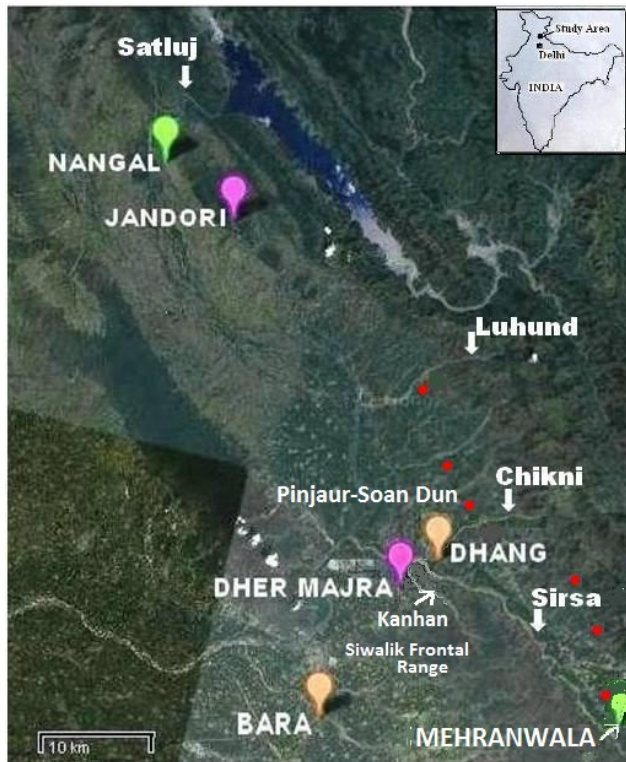 Satluj
Study Area
Delhi
INDIA
NANGAL
JANDORI
Luhund
Chikni
Pinjaur-Soan Dun
DHANG
DHER MAJRA
Sirsa
Kanhan
Siwalik Frontal
Range
BARA
MEHRANWALA
10 km